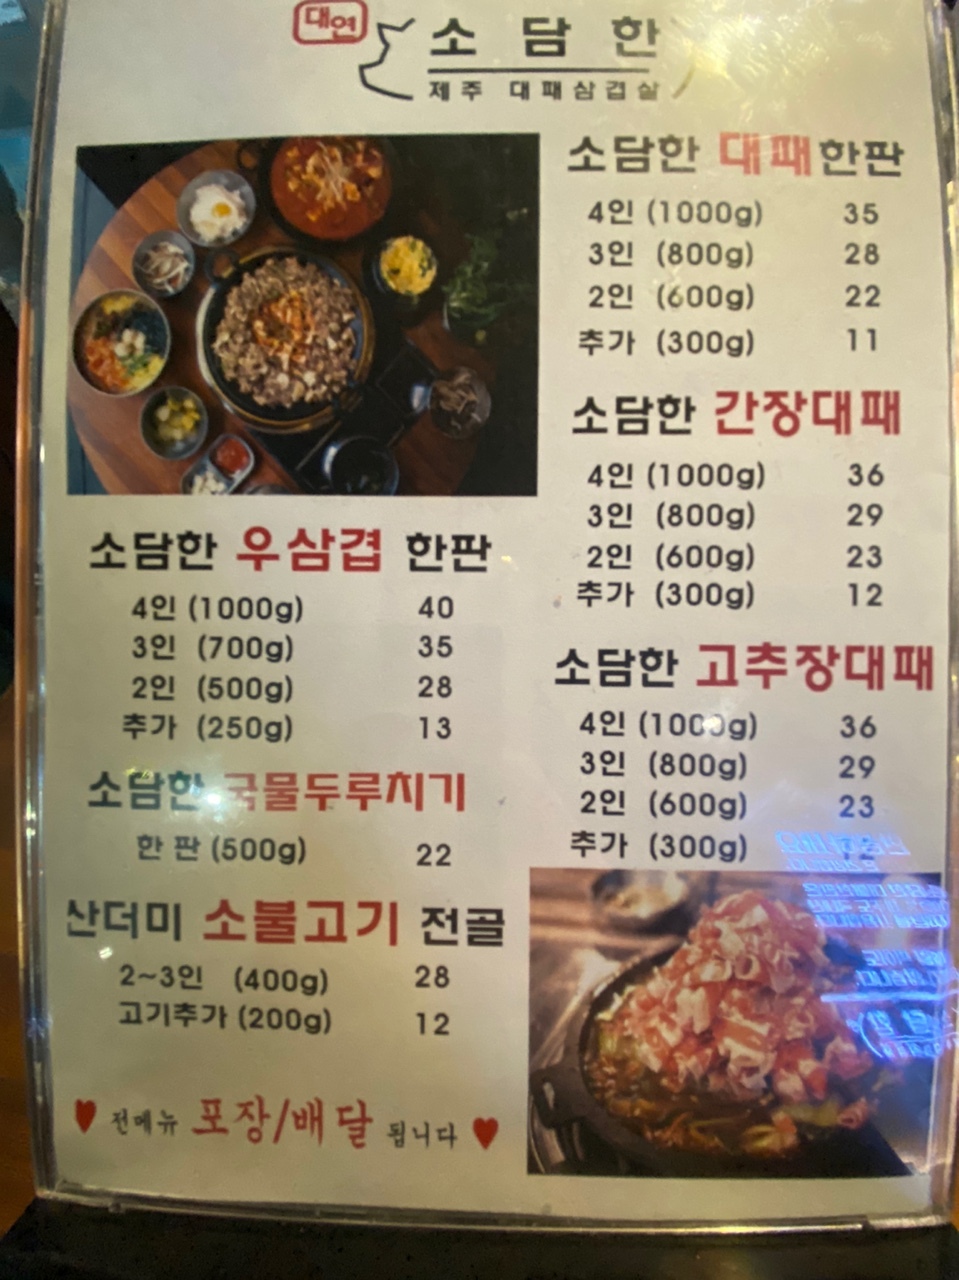 대연
소담한
제주 대패삼겹살
소담한 대패한판
4인 (1000g) 35
3인 (800g) 28
2인 (600g) 22
추가 (300g) 11
소담한 간장대패
4인 (1000g) 36
3인 (800g) 29
2인 (600g) 23
추가 (300g) 12
소담한 고추장대패
4인 (1000g) 36
3인 (800g) 29
2인 (600g) 23
추가 (300g) 12
소담한 우삼겹 한판
4인 (1000g) 40
3인 (700g) 35
2인 (500g) 28
추가 (250g) 13
소담한 국물두루치기
한 판 (500g) 22
산더미 소불고기 전골
2~3인 (400g) 28
고기추가 (200g) 12
전메뉴 포장/배달 됩니다